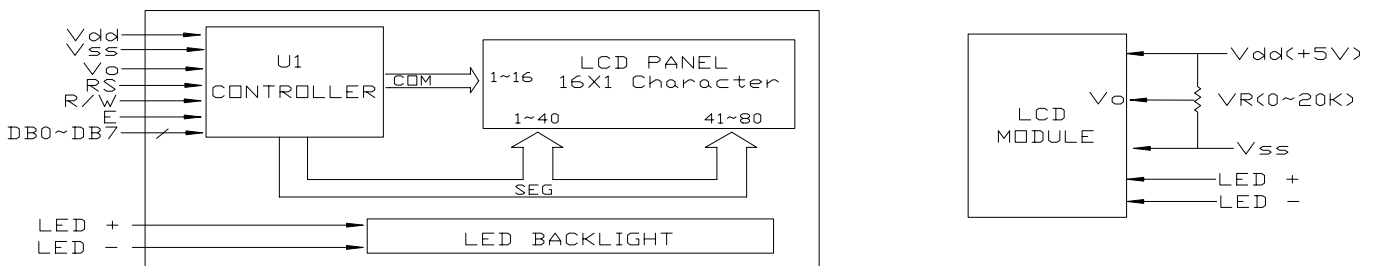 Vdd
Vss
Vo
RS
R/W
E
DB0~DB7
U1
CONTROLLER
COM
LCD PANEL
1~16 16X1 Character
1~40 41~80
SEG
LED +
LED -
LED BACKLIGHT
LCD
MODULE
Vdd(+5V)
Vo VR(0~20K)
Vss
LED +
LED -